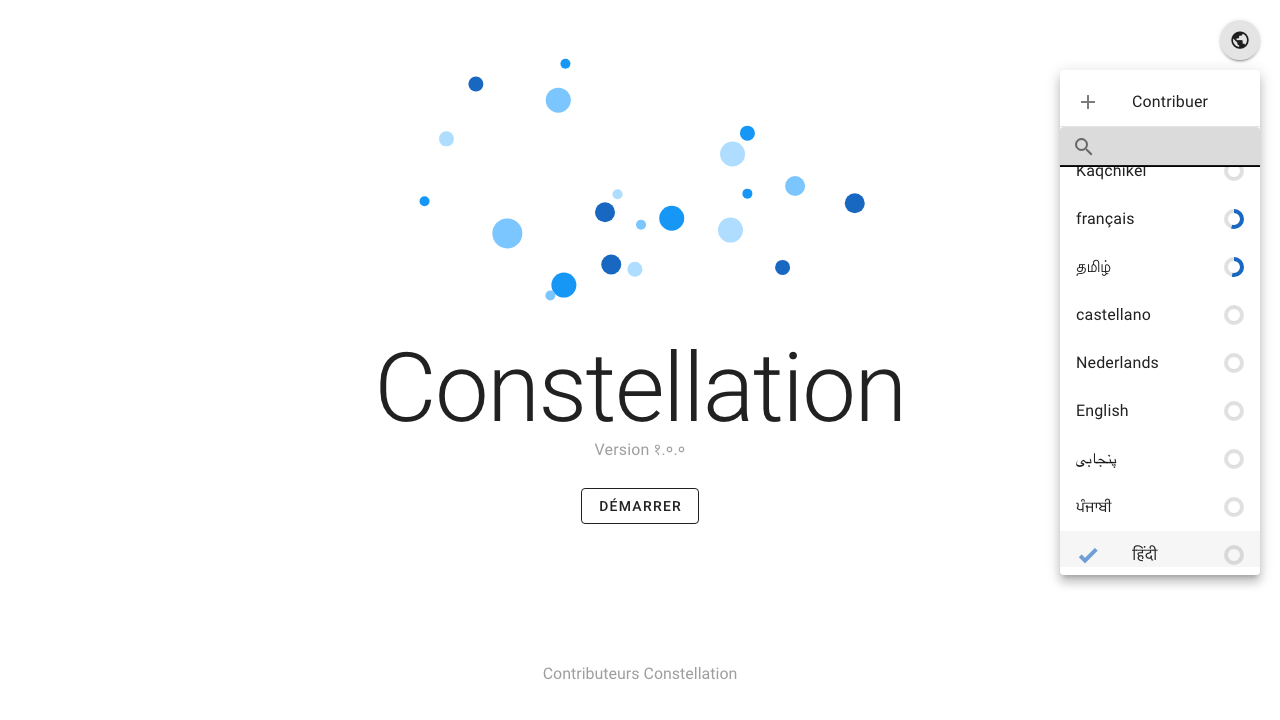 Contribuer
Kaqchikel
français
தமிழ்
castellano
Nederlands
English
پنجابی
ਪੰਜਾਬੀ
हिंदी
Constellation
Version १.०.०
DÉMARRER
Contributeurs Constellation